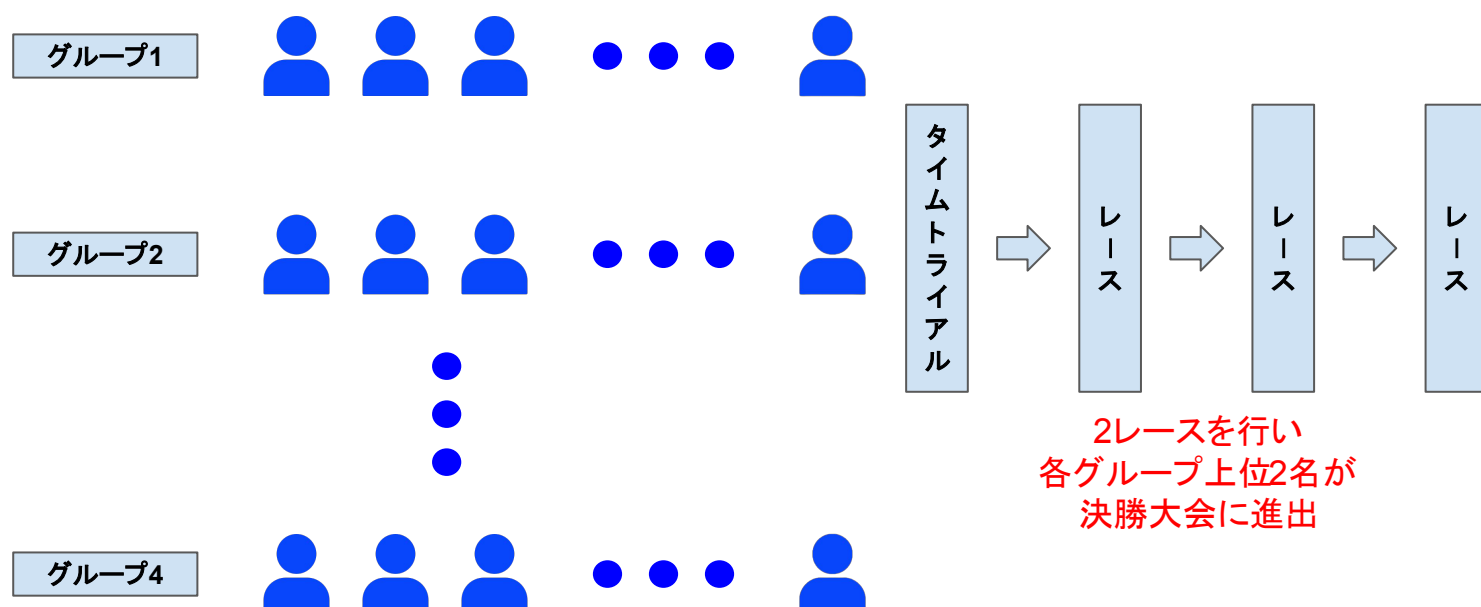 グループ1
グループ2
グループ4
タイムトライアル
レース
レース
レース
2レースを行い
各グループ上位2名が
決勝大会に進出